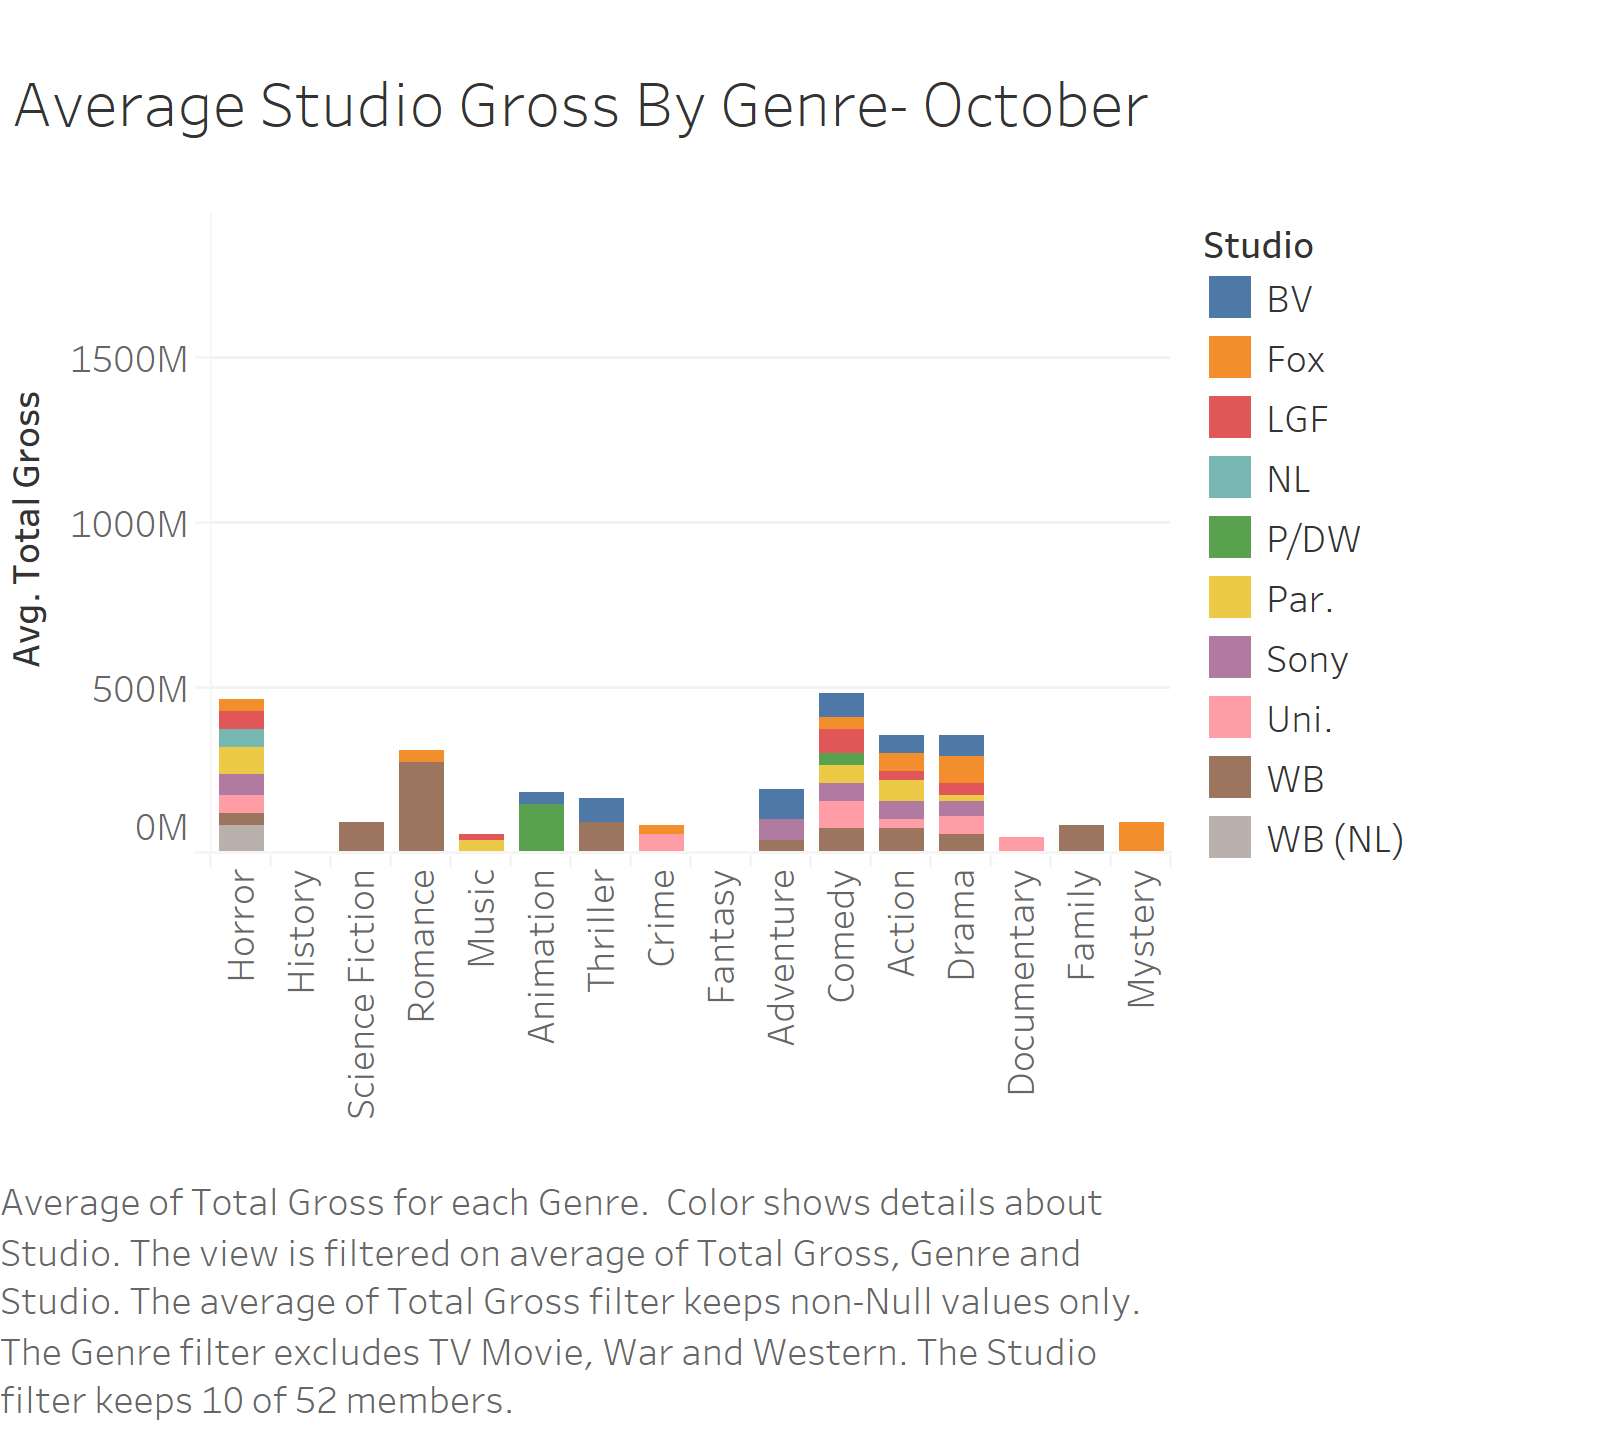 Average Studio Gross By Genre- October
Avg. Total Gross
1500M
1000M
500M
0M
Horror
History
Science Fiction
Romance
Music
Animation
Thriller
Crime
Fantasy
Adventure
Comedy
Action
Drama
Documentary
Family
Mystery
Studio
BV
Fox
LGF
NL
P/DW
Par.
Sony
Uni.
WB
WB (NL)
Average of Total Gross for each Genre.  Color shows details about
Studio. The view is filtered on average of Total Gross, Genre and
Studio. The average of Total Gross filter keeps non-Null values only.
The Genre filter excludes TV Movie, War and Western. The Studio
filter keeps 10 of 52 members.